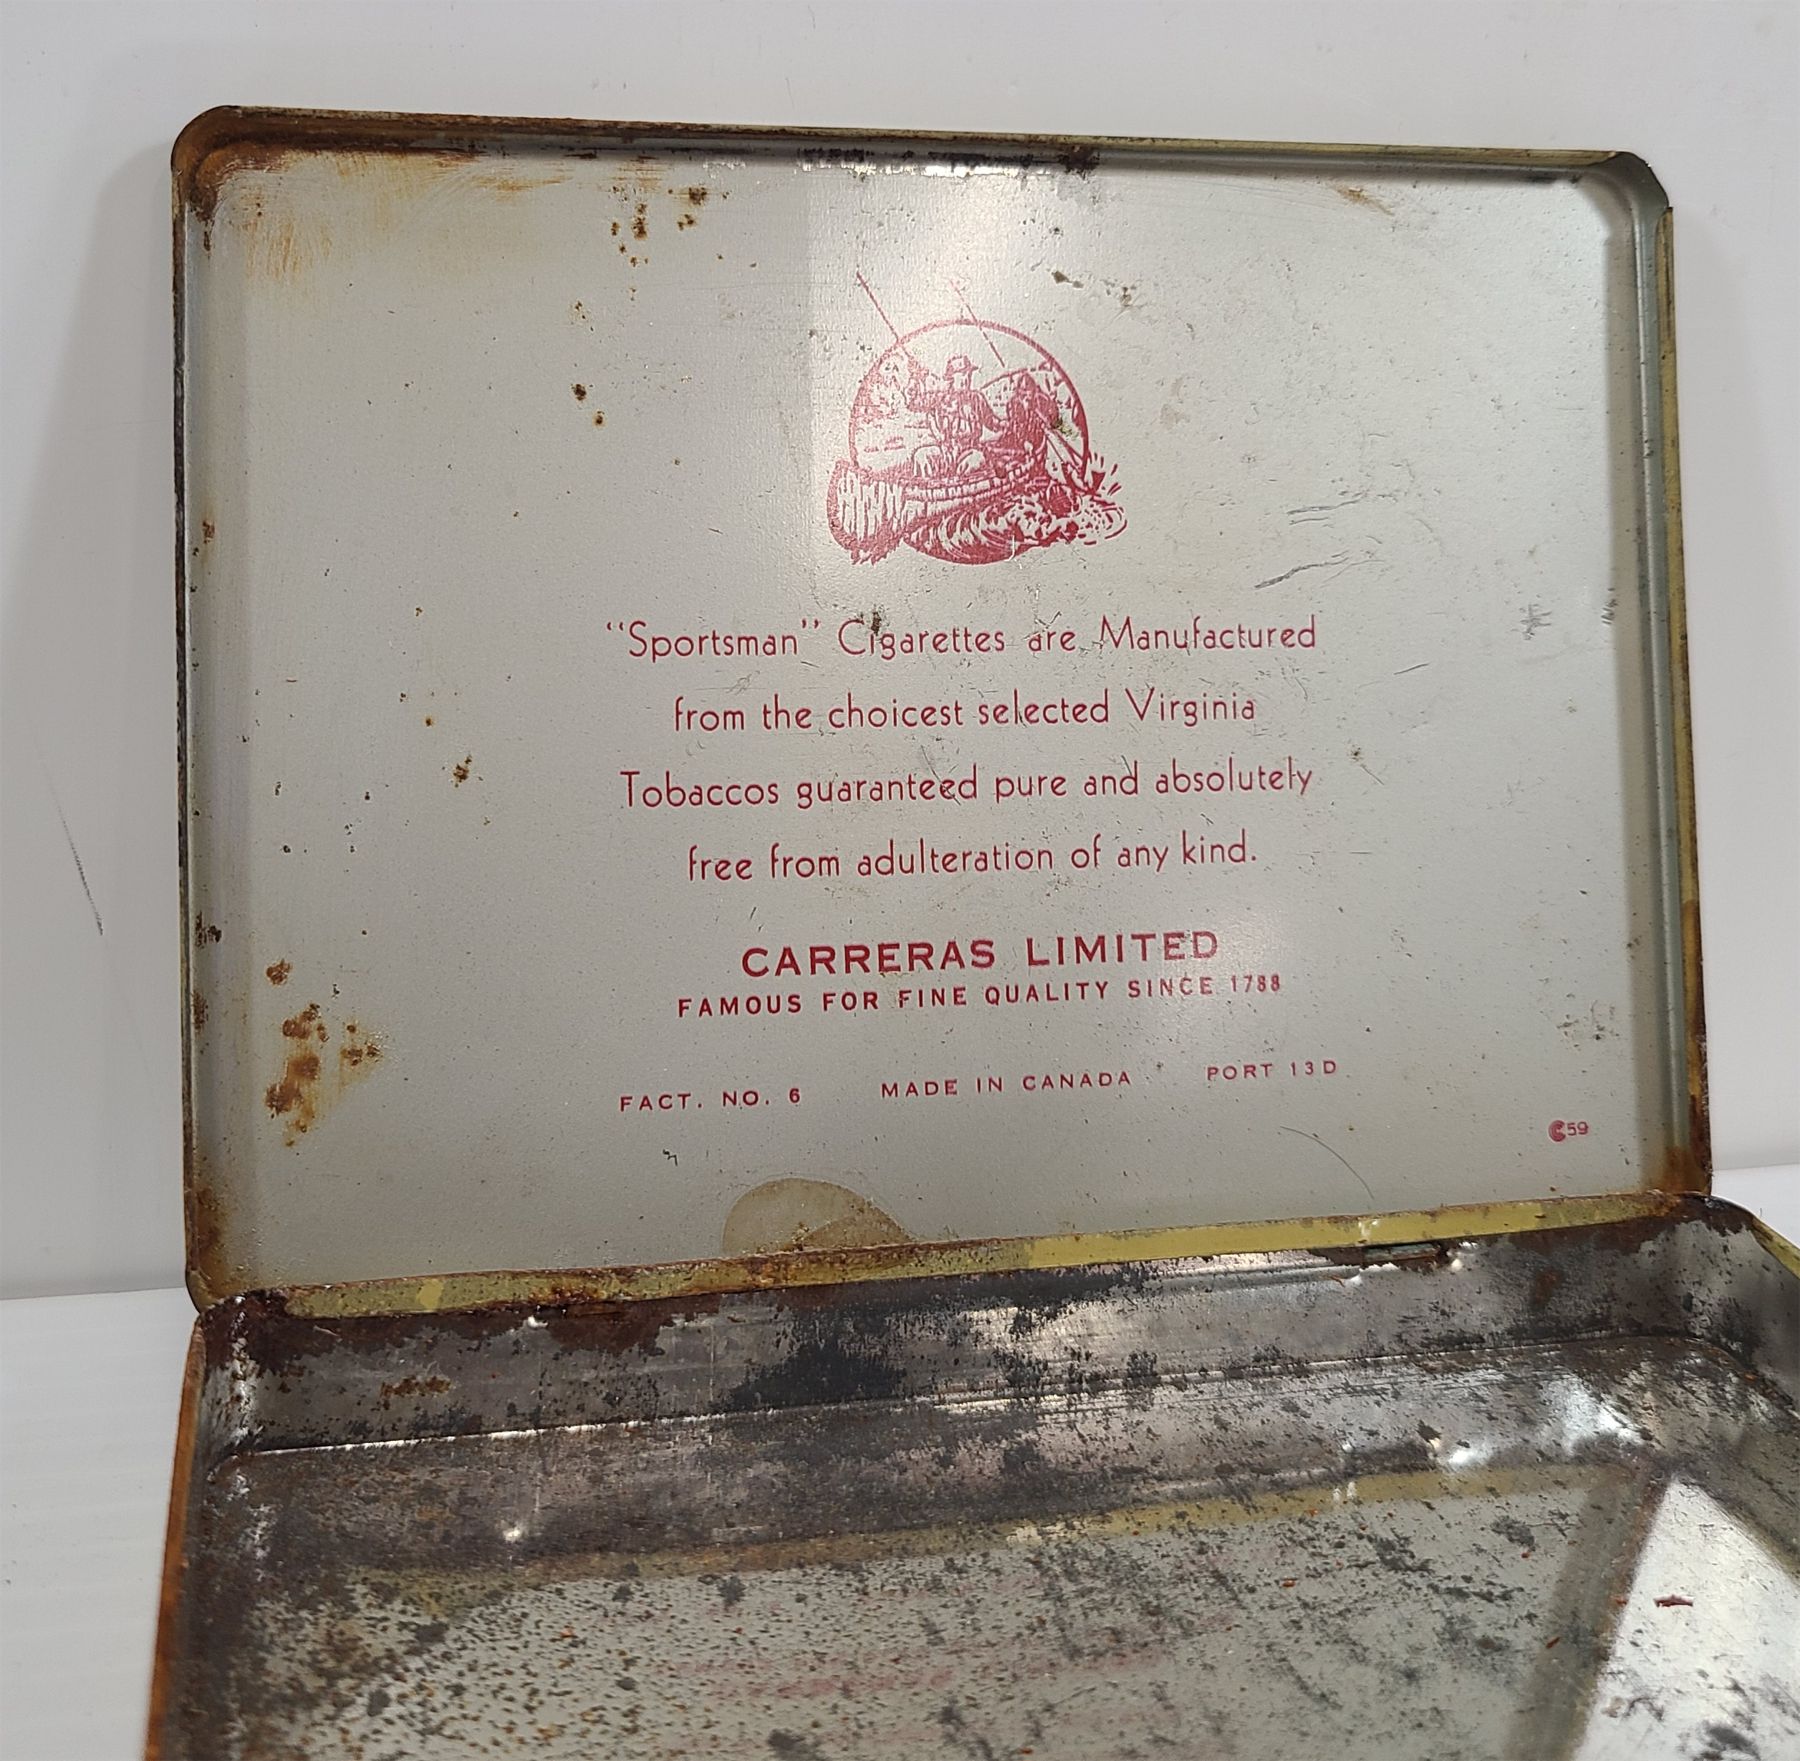 “Sportsman” Cigarettes are Manufactured
from the choicest selected Virginia
Tobaccos guaranteed pure and absolutely
free from adulteration of any kind.
CARRERAS LIMITED
FAMOUS FOR FINE QUALITY SINCE 1788
FACT. NO. 6 MADE IN CANADA PORT 13D
C59